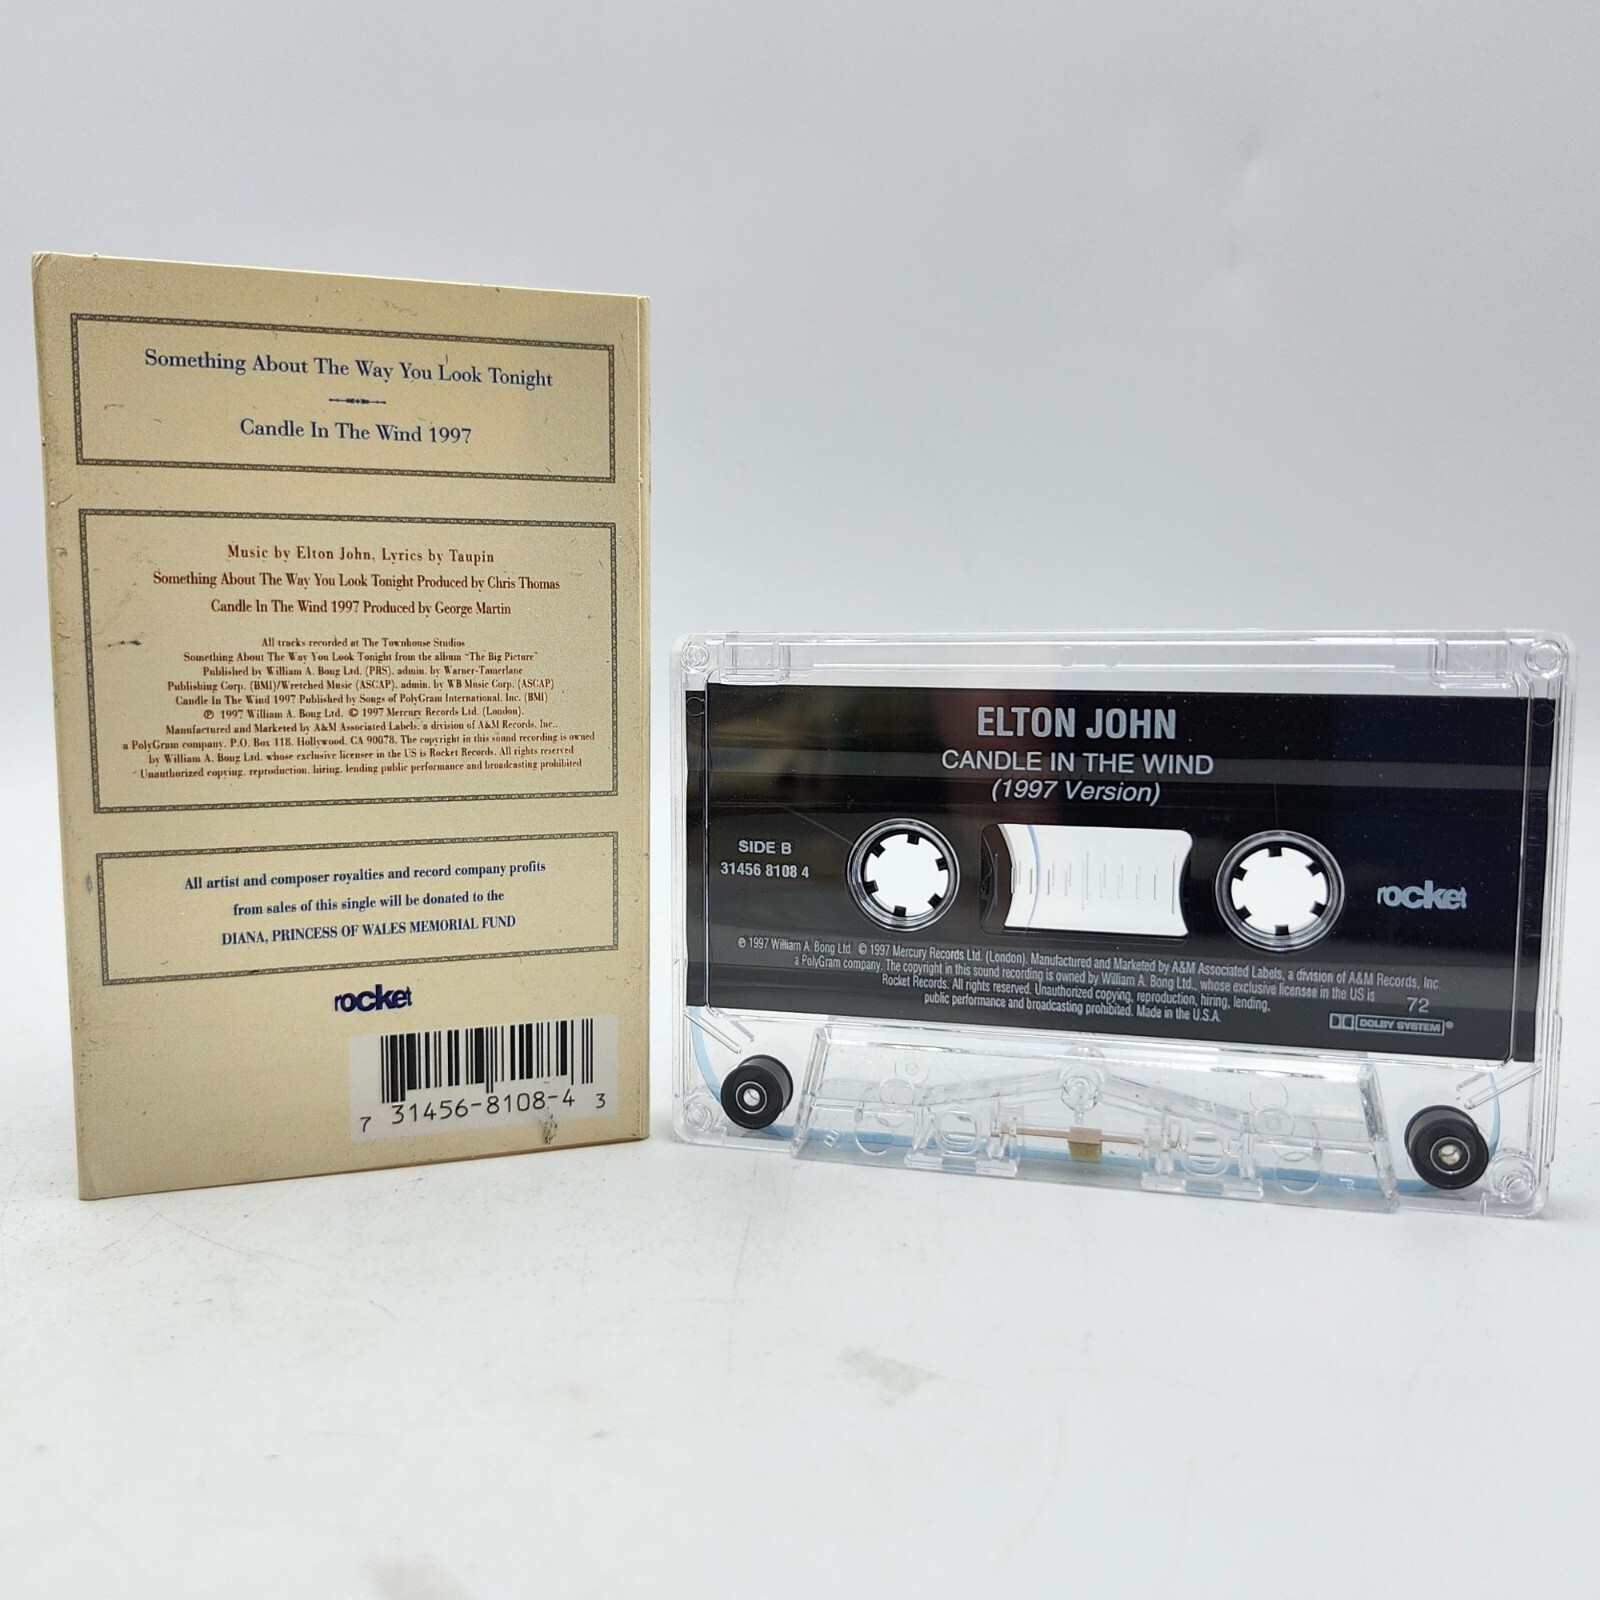 Something About The Way You Look Tonight
Candle In The Wind 1997
Music by Elton John, Lyrics by Taupin
Something About The Way You Look Tonight Produced by Chris Thomas
Candle In The Wind 1997 Produced by George Martin
All tracks recorded at The Townhouse Studios
Something About The Way You Look Tonight from the album "The Big Picture"
Published by William A. Bong Ltd. (PRS), admin. by Warner-Tamerlane
Publishing Corp. (BMI)/Wretched Music (ASCAP), admin. by WB Music Corp. (ASCAP)
Candle In The Wind 1997 Published by Songs of PolyGram International, Inc. (BMI)
℗ 1997 William A. Bong Ltd. © 1997 Mercury Records Ltd. (London).
Manufactured and Marketed by A&M Associated Labels, a division of A&M Records, Inc.,
a PolyGram company, P.O. Box 118, Hollywood, CA 90078. The copyright in this sound recording is owned
by William A. Bong Ltd. whose exclusive licensee in the US is Rocket Records. All rights reserved
Unauthorized copying, reproduction, hiring, lending public performance and broadcasting prohibited
All artist and composer royalties and record company profits
from sales of this single will be donated to the
DIANA, PRINCESS OF WALES MEMORIAL FUND
rocket
7 31456-8108-4 3
ELTON JOHN
CANDLE IN THE WIND
(1997 Version)
SIDE B
31456 8108 4
rocket
℗ 1997 William A. Bong Ltd. © 1997 Mercury Records Ltd. (London). Manufactured and Marketed by A&M Associated Labels, a division of A&M Records, Inc
a PolyGram company. The copyright in this sound recording is owned by William A. Bong Ltd., whose exclusive licensee in the US is
Rocket Records. All rights reserved. Unauthorized copying, reproduction, hiring, lending,
public performance and broadcasting prohibited. Made in the U.S.A.
72
DOLBY SYSTEM®